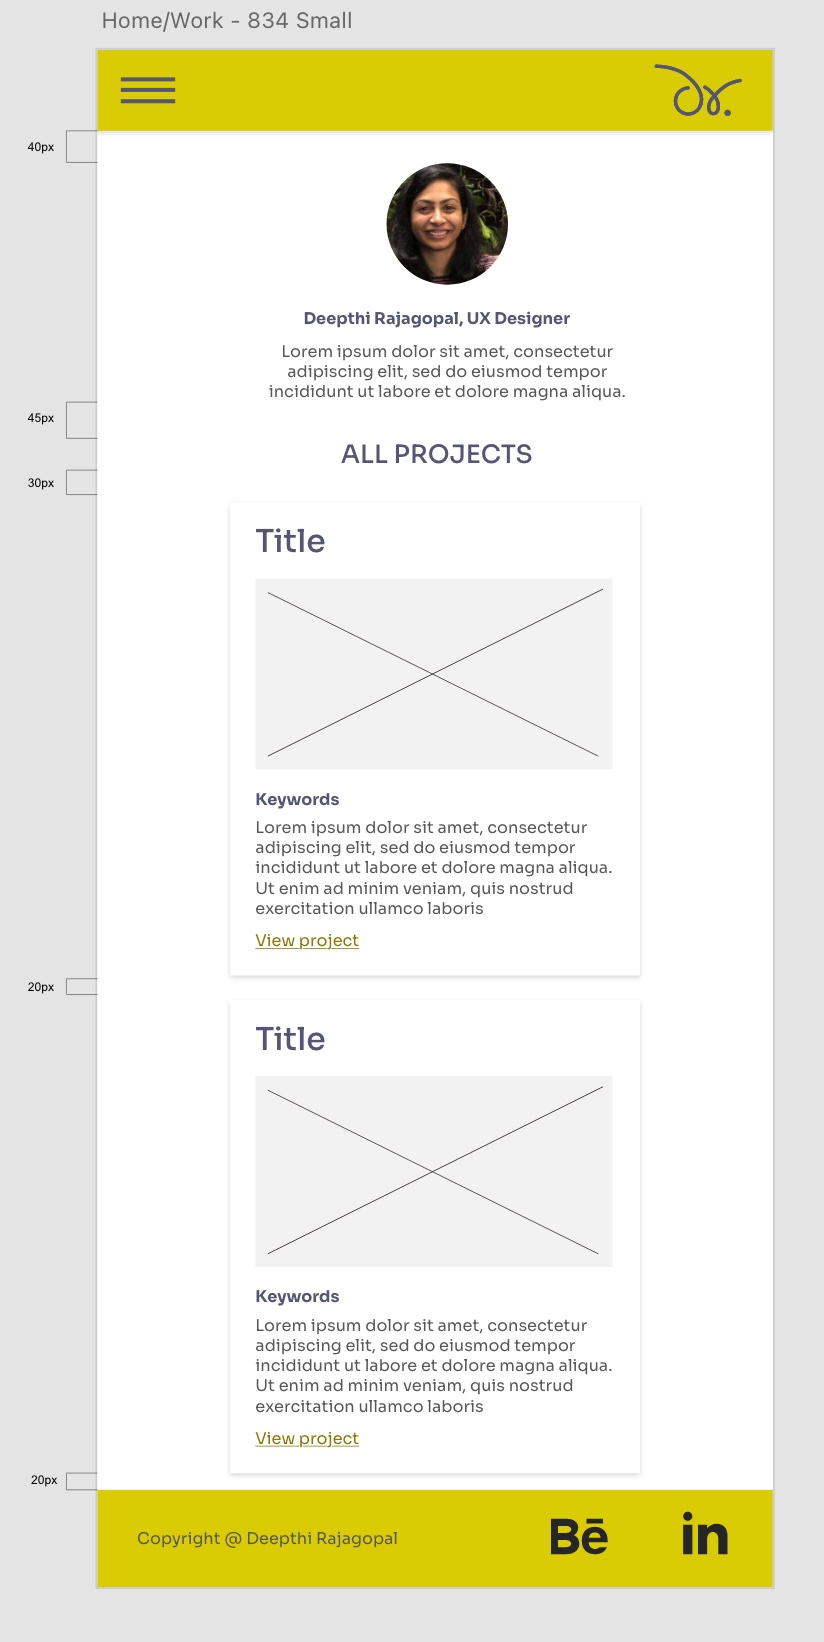 Home/Work - 834 Small
40px
Deepthi Rajagopal, UX Designer
Lorem ipsum dolor sit amet, consectetur
adipiscing elit, sed do eiusmod tempor
incididunt ut labore et dolore magna aliqua.
45px
ALL PROJECTS
30px
Title
Keywords
Lorem ipsum dolor sit amet, consectetur
adipiscing elit, sed do eiusmod tempor
incididunt ut labore et dolore magna aliqua.
Ut enim ad minim veniam, quis nostrud
exercitation ullamco laboris
View project
20px
Title
Keywords
Lorem ipsum dolor sit amet, consectetur
adipiscing elit, sed do eiusmod tempor
incididunt ut labore et dolore magna aliqua.
Ut enim ad minim veniam, quis nostrud
exercitation ullamco laboris
View project
20px
Copyright @ Deepthi Rajagopal
Bē
in